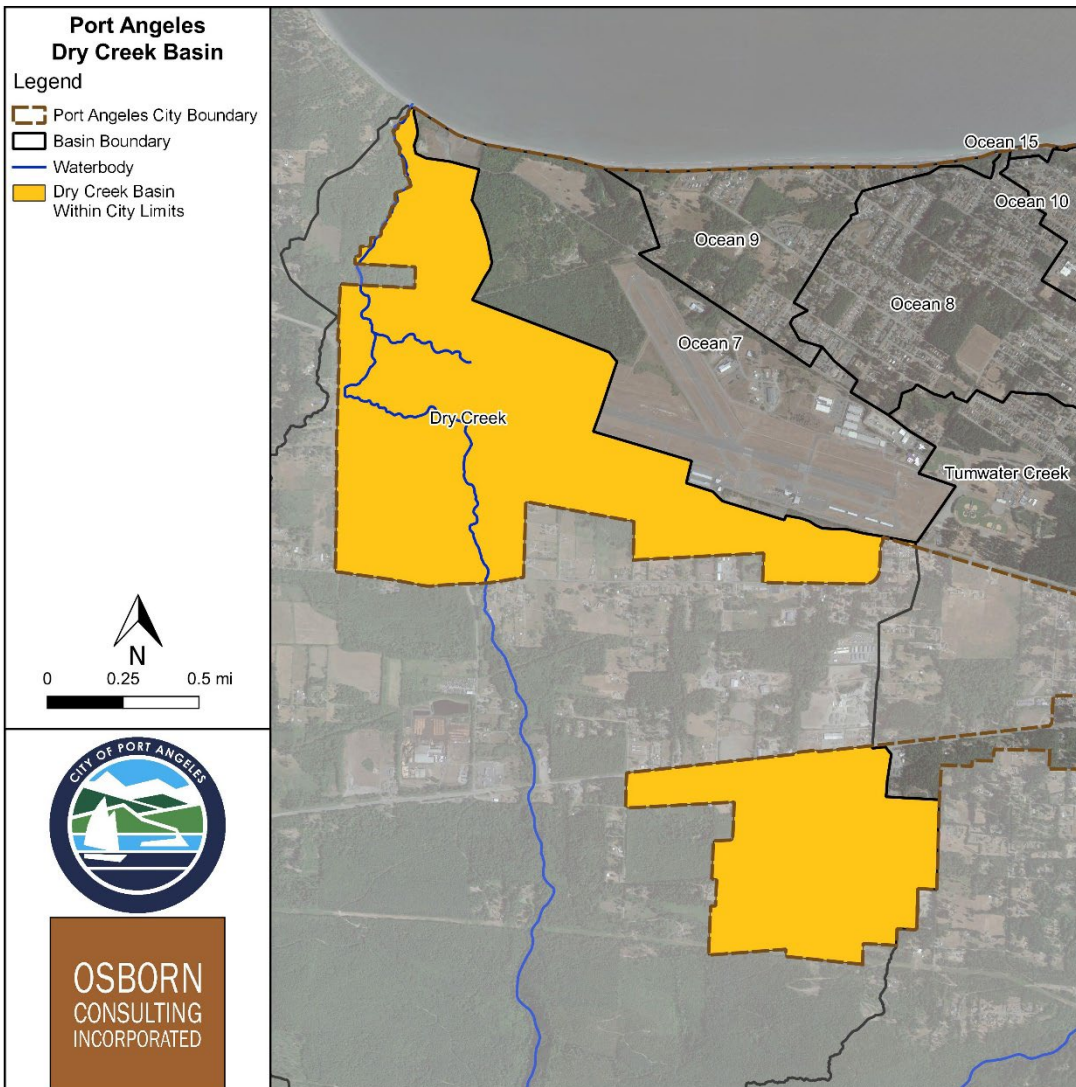 Port Angeles
Dry Creek Basin
Legend
Port Angeles City Boundary
Basin Boundary
Waterbody
Dry Creek Basin
Within City Limits
N
0 0.25 0.5 mi
CITY OF PORT ANGELES
OSBORN
CONSULTING
INCORPORATED
Ocean 15
Ocean 10
Ocean 9
Ocean 8
Ocean 7
Dry Creek
Tumwater Creek